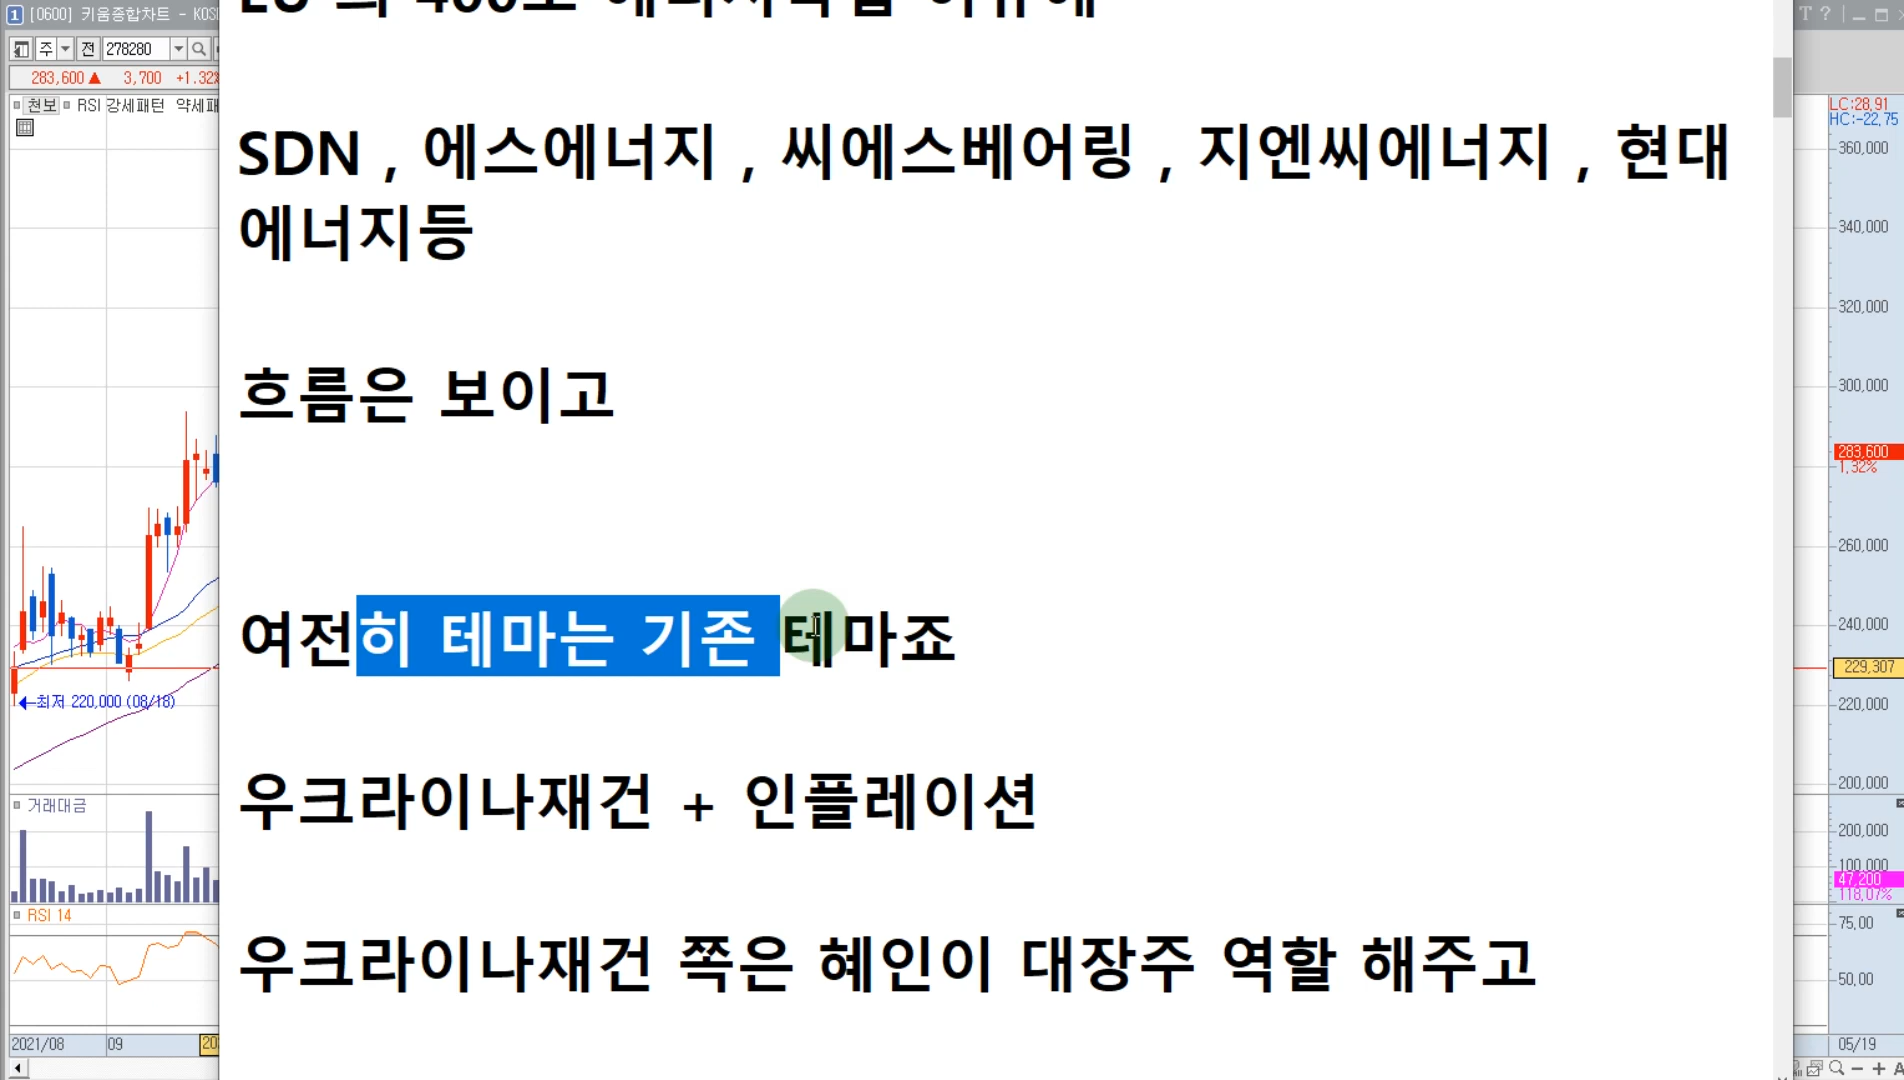 1 [0600] 키움종합차트 - KOS
T ?
주 전 278280
283,600 ▲ 3,700 +1.32%
천보 RSI 강세패턴 약세패
SDN , 에스에너지 , 씨에스베어링 , 지엔씨에너지 , 현대
에너지등
흐름은 보이고
여전히 테마는 기존 테마죠
우크라이나재건 + 인플레이션
우크라이나재건 쪽은 혜인이 대장주 역할 해주고
←최저 220,000 (08/18)
거래대금
RSI 14
2021/08 09 20
LC:28,91
HC:-22,75
360,000
340,000
320,000
300,000
283,600
1,32%
260,000
240,000
229,307
220,000
200,000
200,000
100,000
47,200
118,07%
75,00
50,00
05/19